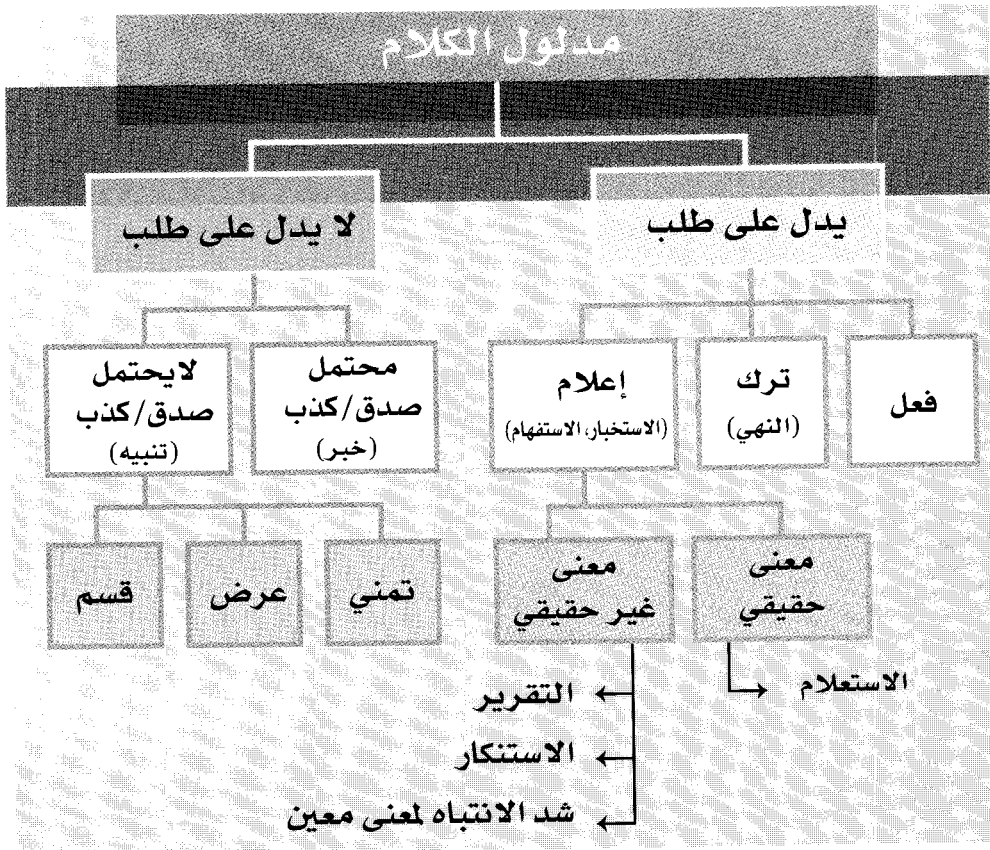 مدلول الكلام
يدل على طلب
لا يدل على طلب
فعل
ترك
(النهي)
إعلام
(الاستخبار، الاستفهام)
محتمل
صدق/كذب
(خبر)
لايحتمل
صدق/كذب
(تنبيه)
معنى
حقيقي
معنى
غير حقيقي
تمني
عرض
قسم
الاستعلام
التقرير
الاستنكار
شد الانتباه لمعنى معين